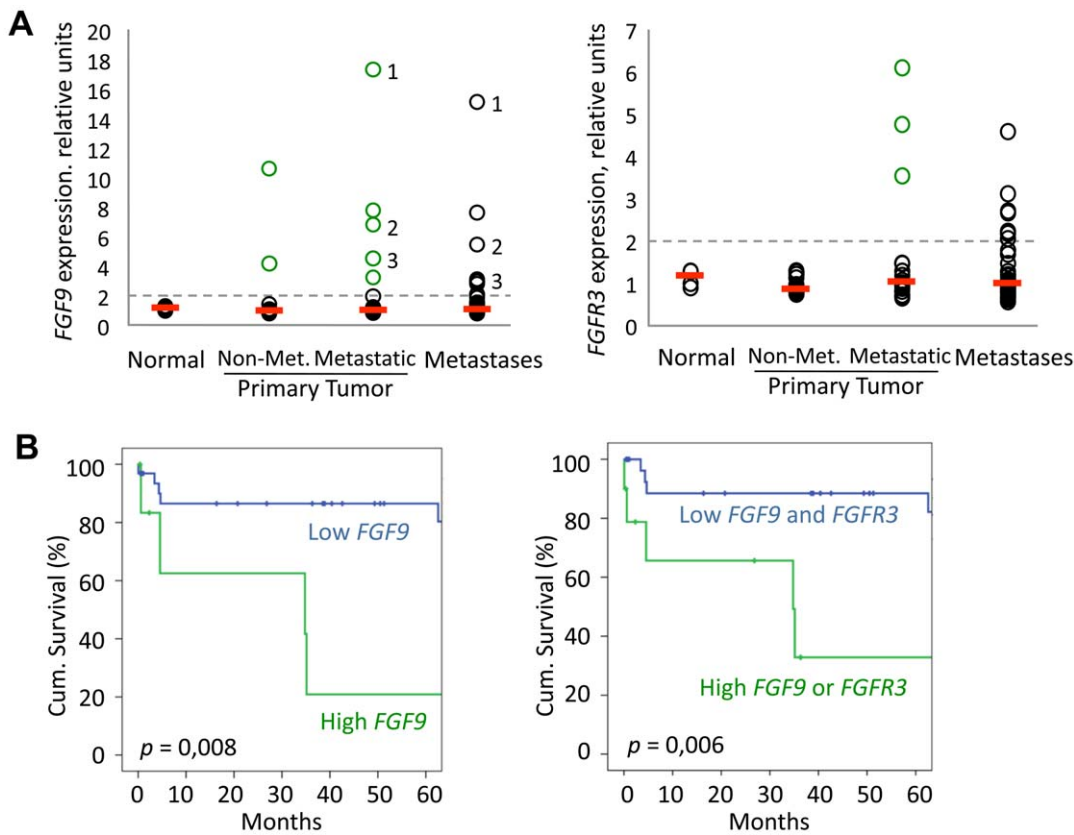 A
FGF9 expression. relative units
20
18
16
14
12
10
8
6
4
2
0
1
2
3
1
2
3
Normal Non-Met. Metastatic Metastases
Primary Tumor
FGFR3 expression, relative units
7
6
5
4
3
2
1
0
Normal Non-Met. Metastatic Metastases
Primary Tumor
B
Cum. Survival (%)
100
80
60
40
20
0
Low FGF9
High FGF9
p = 0,008
0 10 20 30 40 50 60
Months
Cum. Survival (%)
100
80
60
40
20
0
Low FGF9 and FGFR3
High FGF9 or FGFR3
p = 0,006
0 10 20 30 40 50 60
Months